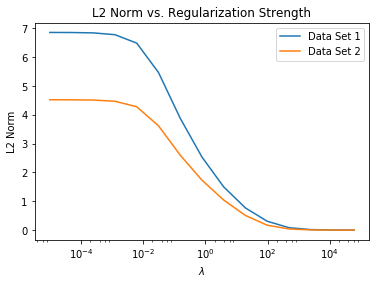 L2 Norm vs. Regularization Strength
7
6
5
4
3
2
1
0
L2 Norm
Data Set 1
Data Set 2
10⁻⁴
10⁻²
10⁰
10²
10⁴
λ